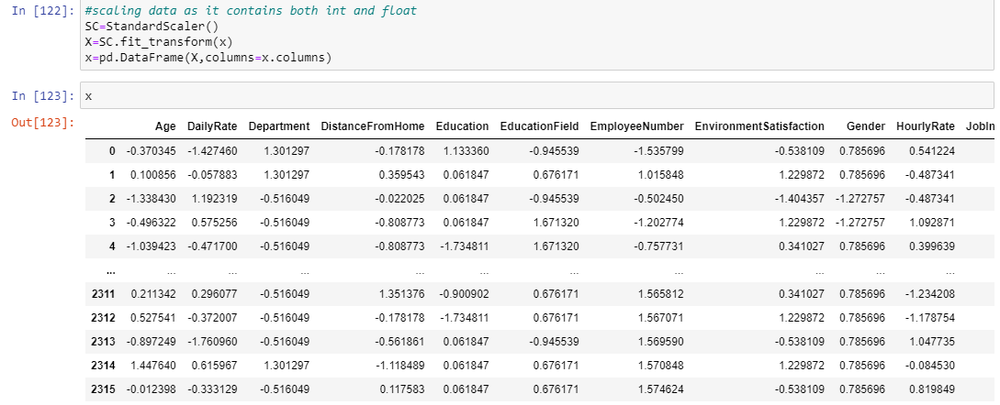 In [122]: #scaling data as it contains both int and float
SC=StandardScaler()
X=SC.fit_transform(x)
x=pd.DataFrame(X,columns=x.columns)
In [123]: x
Out[123]:
Age DailyRate Department DistanceFromHome Education EducationField EmployeeNumber EnvironmentSatisfaction Gender HourlyRate JobIn
0 -0.370345 -1.427460 1.301297 -0.178178 1.133360 -0.945539 -1.535799 -0.538109 0.785696 0.541224
1 0.100856 -0.057883 1.301297 0.359543 0.061847 0.676171 1.015848 1.229872 0.785696 -0.487341
2 -1.338430 1.192319 -0.516049 -0.022025 0.061847 -0.945539 -0.502450 -1.404357 -1.272757 -0.487341
3 -0.496322 0.575256 -0.516049 -0.808773 0.061847 1.671320 -1.202774 1.229872 -1.272757 1.092871
4 -1.039423 -0.471700 -0.516049 -0.808773 -1.734811 1.671320 -0.757731 0.341027 0.785696 0.399639
... ... ... ... ... ... ... ... ... ... ...
2311 0.211342 0.296077 -0.516049 1.351376 -0.900902 0.676171 1.565812 0.341027 0.785696 -1.234208
2312 0.527541 -0.372007 -0.516049 -0.178178 -1.734811 0.676171 1.567071 1.229872 0.785696 -1.178754
2313 -0.897249 -1.760960 -0.516049 -0.561861 0.061847 -0.945539 1.569590 -0.538109 0.785696 1.047735
2314 1.447640 0.615967 1.301297 -1.118489 0.061847 0.676171 1.570848 1.229872 0.785696 -0.084530
2315 -0.012398 -0.333129 -0.516049 0.117583 0.061847 0.676171 1.574624 -0.538109 0.785696 0.819849